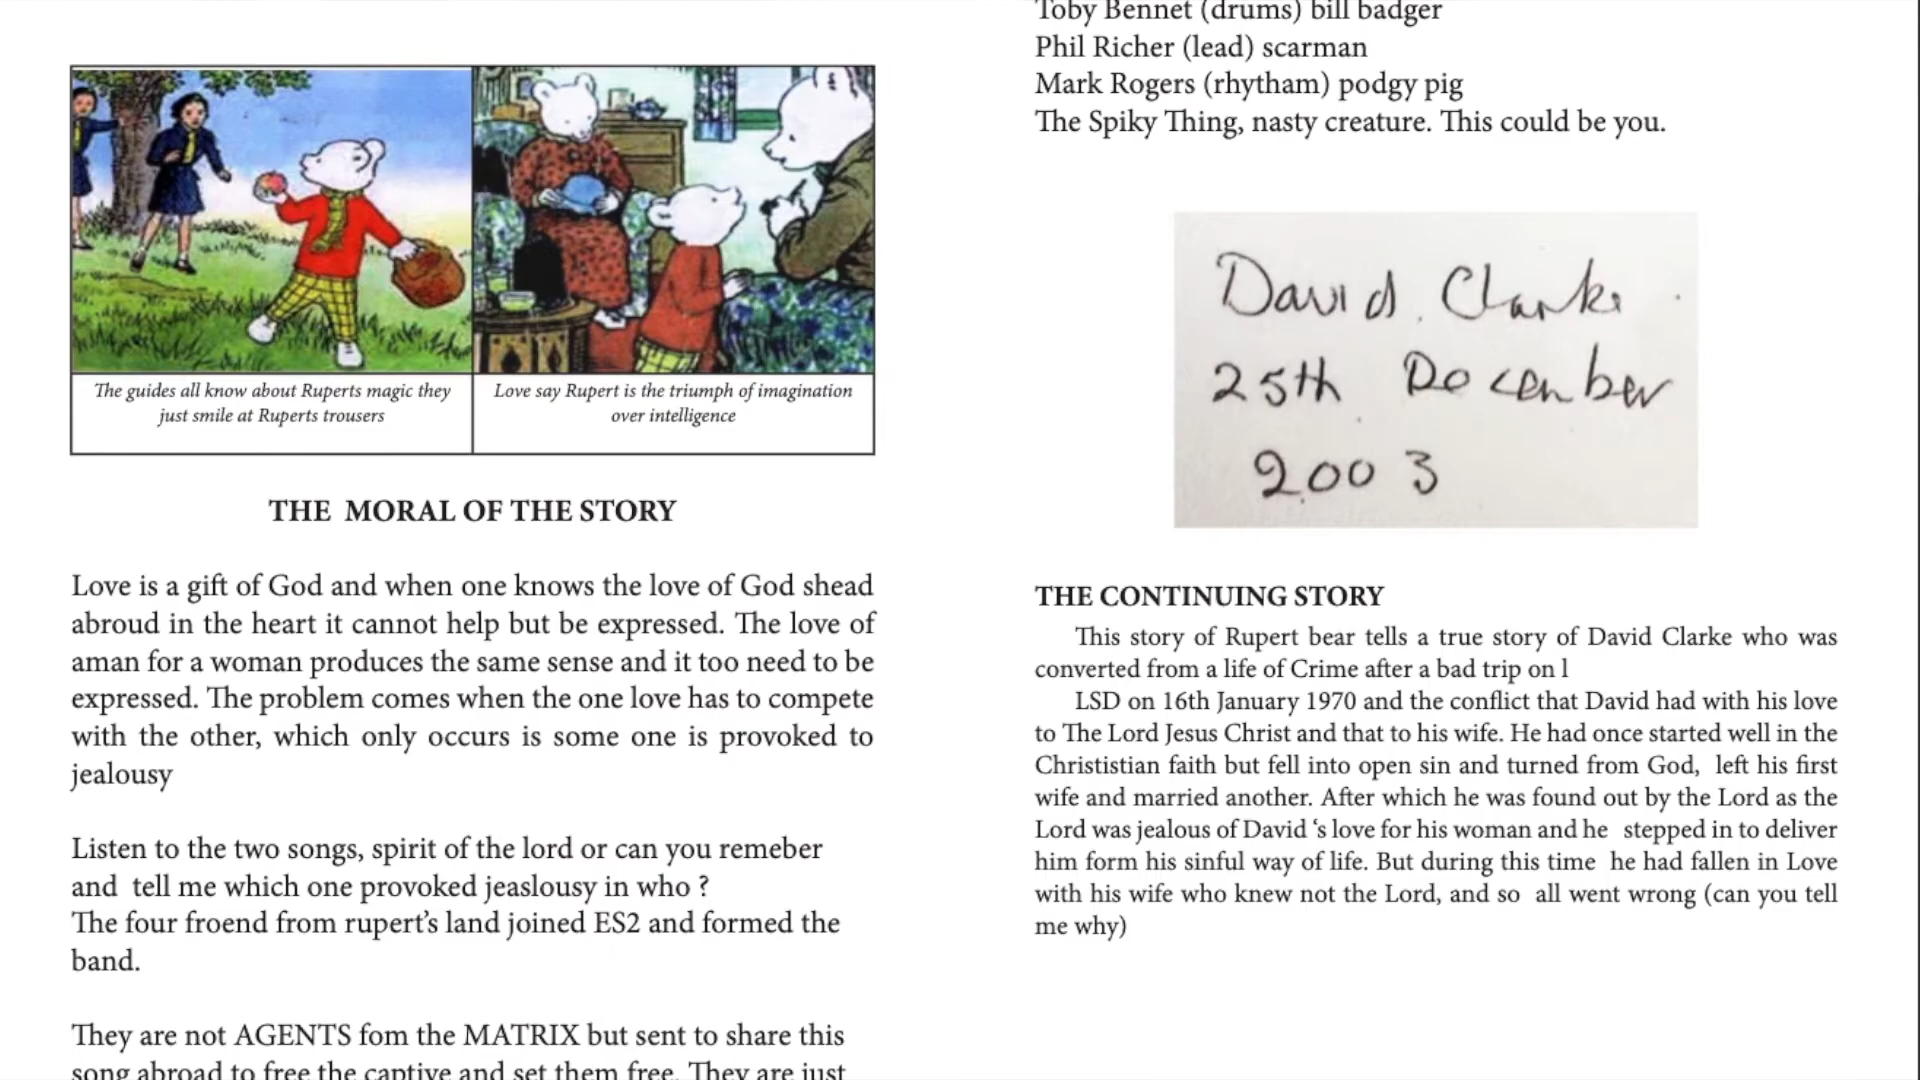 The guides all know about Ruperts magic they
just smile at Ruperts trousers
Love say Rupert is the triumph of imagination
over intelligence
THE MORAL OF THE STORY
Love is a gift of God and when one knows the love of God shead
abroud in the heart it cannot help but be expressed. The love of
aman for a woman produces the same sense and it too need to be
expressed. The problem comes when the one love has to compete
with the other, which only occurs is some one is provoked to
jealousy
Listen to the two songs, spirit of the lord or can you remeber
and tell me which one provoked jeaslousy in who ?
The four froend from rupert’s land joined ES2 and formed the
band.
They are not AGENTS fom the MATRIX but sent to share this
song abroad to free the captive and set them free. They are just
Toby Bennet (drums) bill badger
Phil Richer (lead) scarman
Mark Rogers (rhytham) podgy pig
The Spiky Thing, nasty creature. This could be you.
David Clarke
25th December
2003
THE CONTINUING STORY
This story of Rupert bear tells a true story of David Clarke who was
converted from a life of Crime after a bad trip on l
LSD on 16th January 1970 and the conflict that David had with his love
to The Lord Jesus Christ and that to his wife. He had once started well in the
Christistian faith but fell into open sin and turned from God, left his first
wife and married another. After which he was found out by the Lord as the
Lord was jealous of David ‘s love for his woman and he stepped in to deliver
him form his sinful way of life. But during this time he had fallen in Love
with his wife who knew not the Lord, and so all went wrong (can you tell
me why)